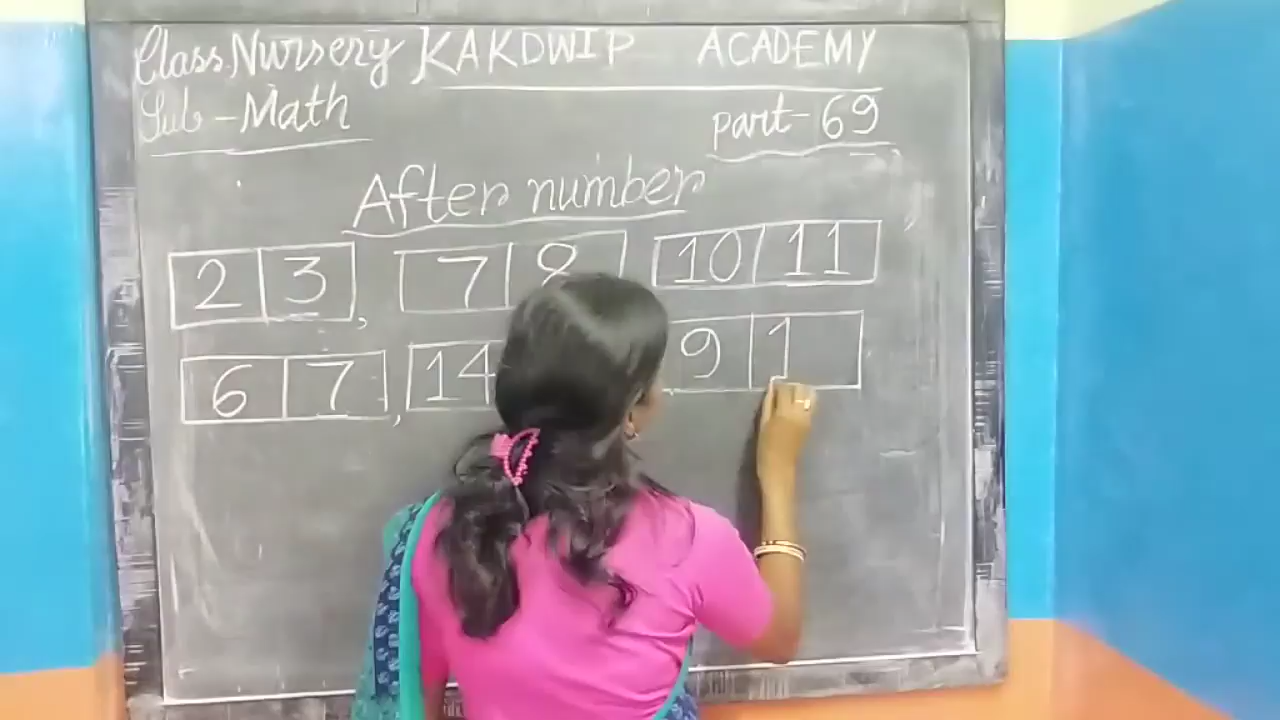 Class. Nursery KAKDWIP ACADEMY
Sub - Math part - 69
After number
2 3, 7 8 10 11
6 7, 14 9 1